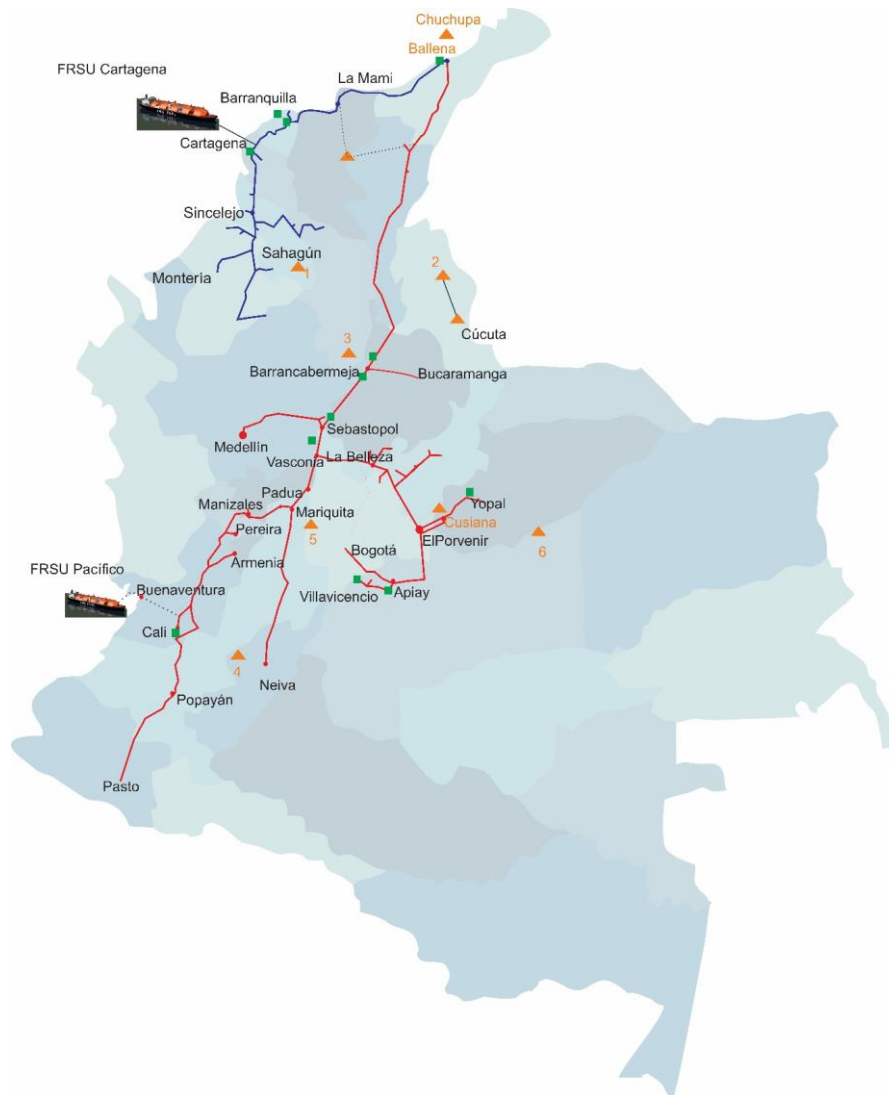 Chuchupa
Ballena
FRSU Cartagena
La Mami
Barranquilla
Cartagena
Sincelejo
Sahagún
1
2
Montería
Cúcuta
3
Barrancabermeja
Bucaramanga
Sebastopol
Medellín
Vasconia
La Belleza
Padua
Yopal
Manizales
Mariquita
Cusiana
Pereira
5
ElPorvenir
6
Bogotá
Armenia
FRSU Pacífico
Buenaventura
Villavicencio
Apiay
Cali
4
Neiva
Popayán
Pasto